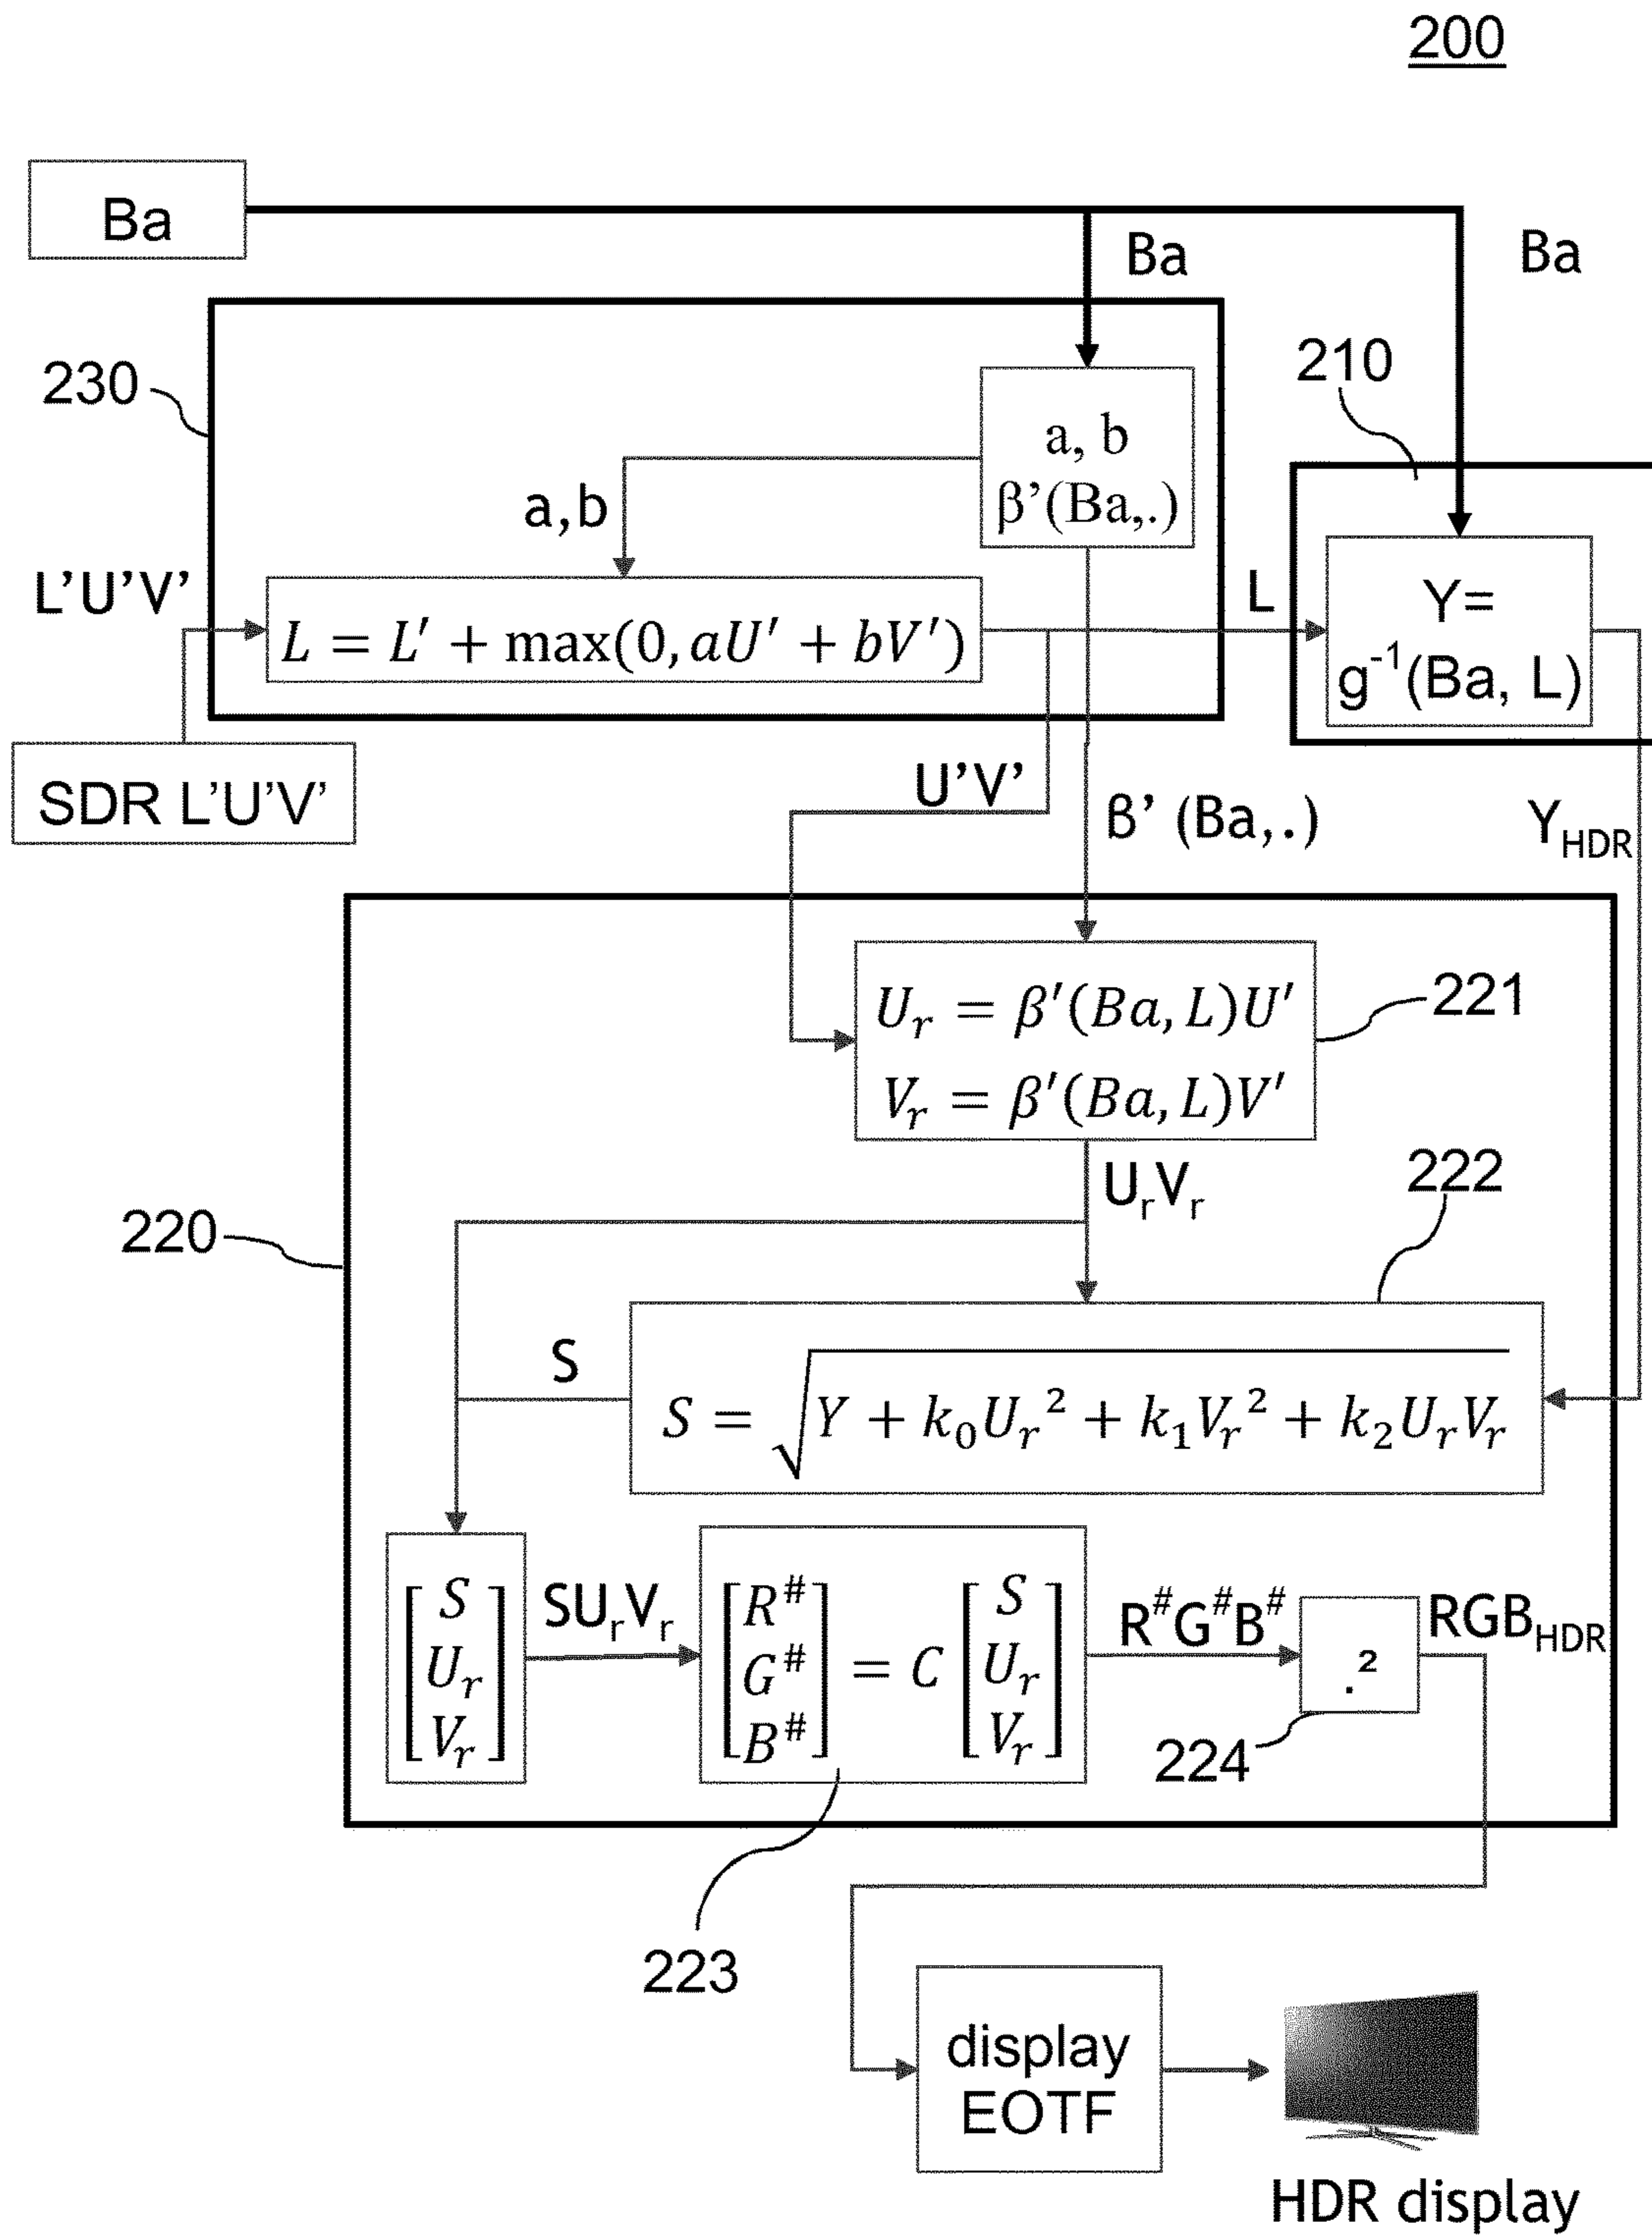 200
Ba
Ba
Ba
230
210
a, b
β’(Ba,.)
a,b
L’U’V’
L = L′ + max(0, aU′ + bV′)
L
Y=
g⁻¹(Ba, L)
SDR L’U’V’
U’V’
β’ (Ba,.)
Y_HDR
U_r = β′(Ba, L)U′
V_r = β′(Ba, L)V′
221
U_rV_r
222
220
S
S = √(Y + k₀U_r² + k₁V_r² + k₂U_rV_r)
[S U_r V_r]
SU_rV_r
[R# G# B#] = C [S U_r V_r]
R#G#B#
.²
RGB_HDR
224
223
display
EOTF
HDR display